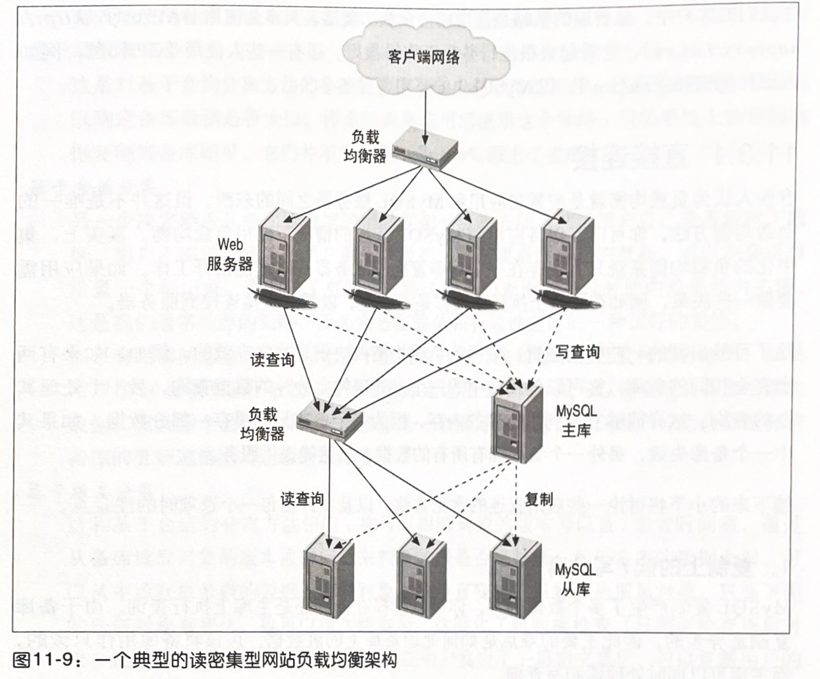 客户端网络
负载
均衡器
Web
服务器
读查询
写查询
负载
均衡器
MySQL
主库
读查询
复制
MySQL
从库
图11-9：一个典型的读密集型网站负载均衡架构